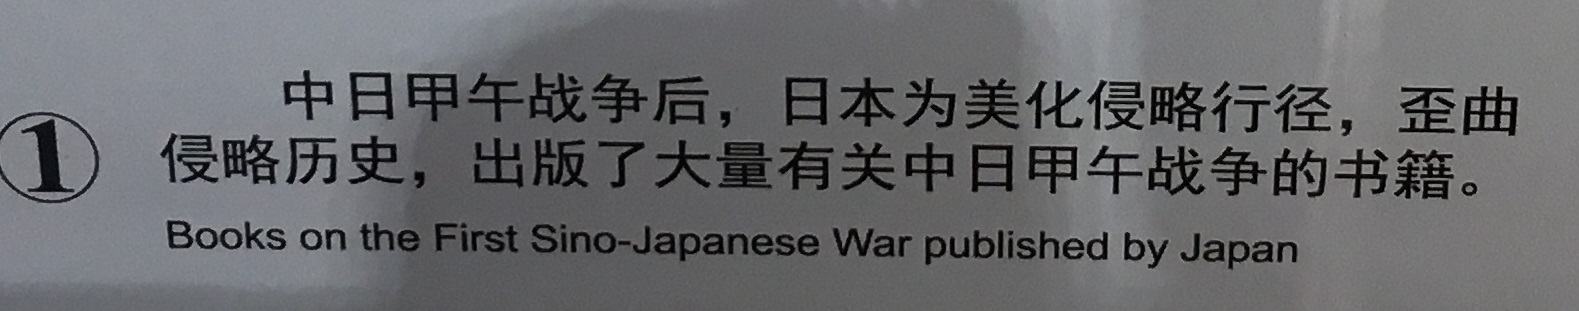 中日甲午战争后，日本为美化侵略行径，歪曲
① 侵略历史，出版了大量有关中日甲午战争的书籍。
Books on the First Sino-Japanese War published by Japan